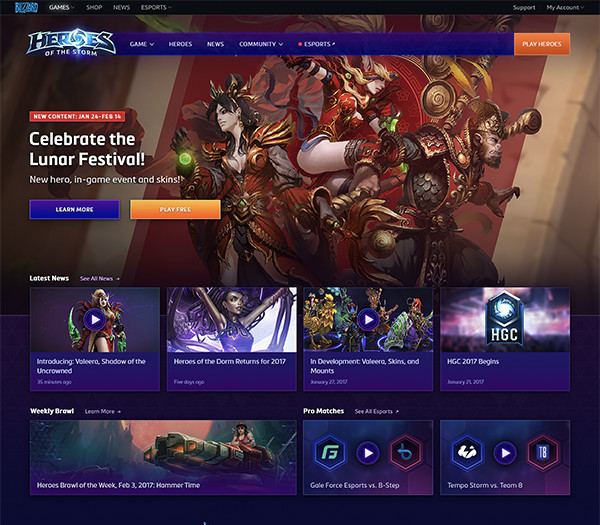 BLIZZARD
GAMES
SHOP
NEWS
ESPORTS
Support
My Account
HEROES
OF THE STORM
GAME
HEROES
NEWS
COMMUNITY
ESPORTS
PLAY HEROES
NEW CONTENT: JAN 24-FEB 14
Celebrate the
Lunar Festival!
New hero, in-game event and skins!
LEARN MORE
PLAY FREE
Latest News
See All News
HGC
Introducing: Valeera, Shadow of the
Uncrowned
35 minutes ago
Heroes of the Dorm Returns for 2017
Five days ago
In Development: Valeera, Skins, and
Mounts
January 27, 2017
HGC 2017 Begins
January 21, 2017
Weekly Brawl
Learn More
Heroes Brawl of the Week, Feb 3, 2017: Hammer Time
Pro Matches
See All Esports
Gale Force Esports vs. B-Step
T8
Tempo Storm vs. Team 8